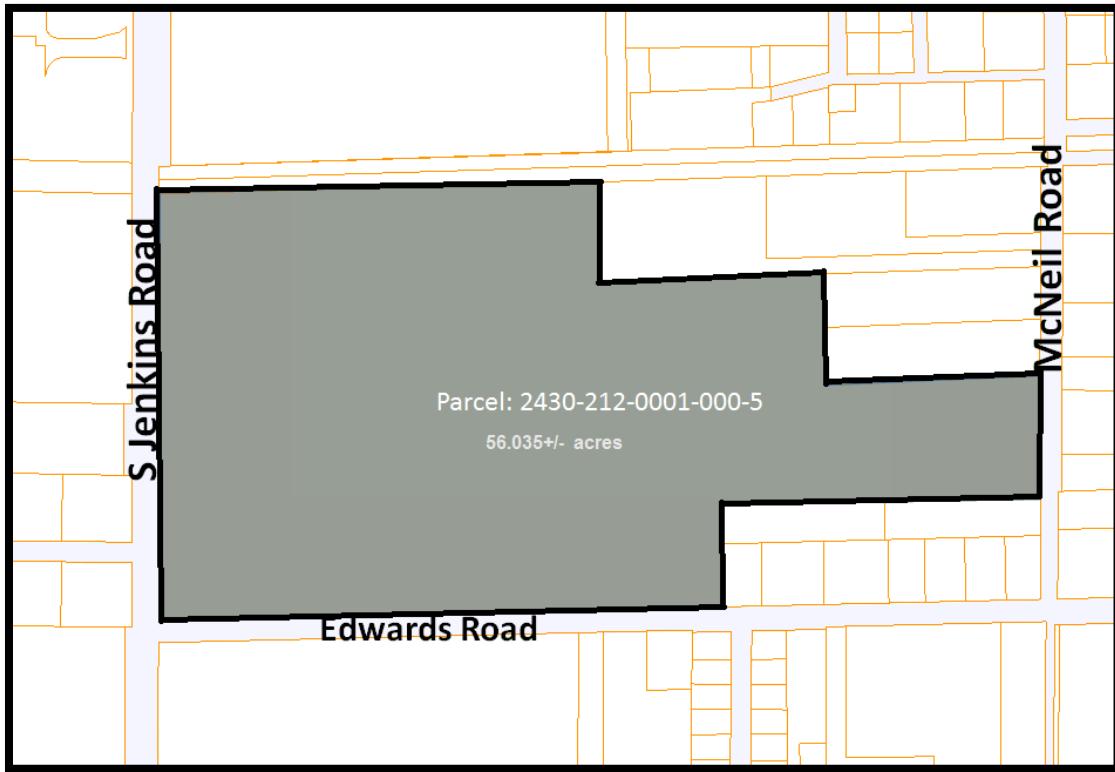 S Jenkins Road
McNeil Road
Parcel: 2430-212-0001-000-5
56.035+/- acres
Edwards Road